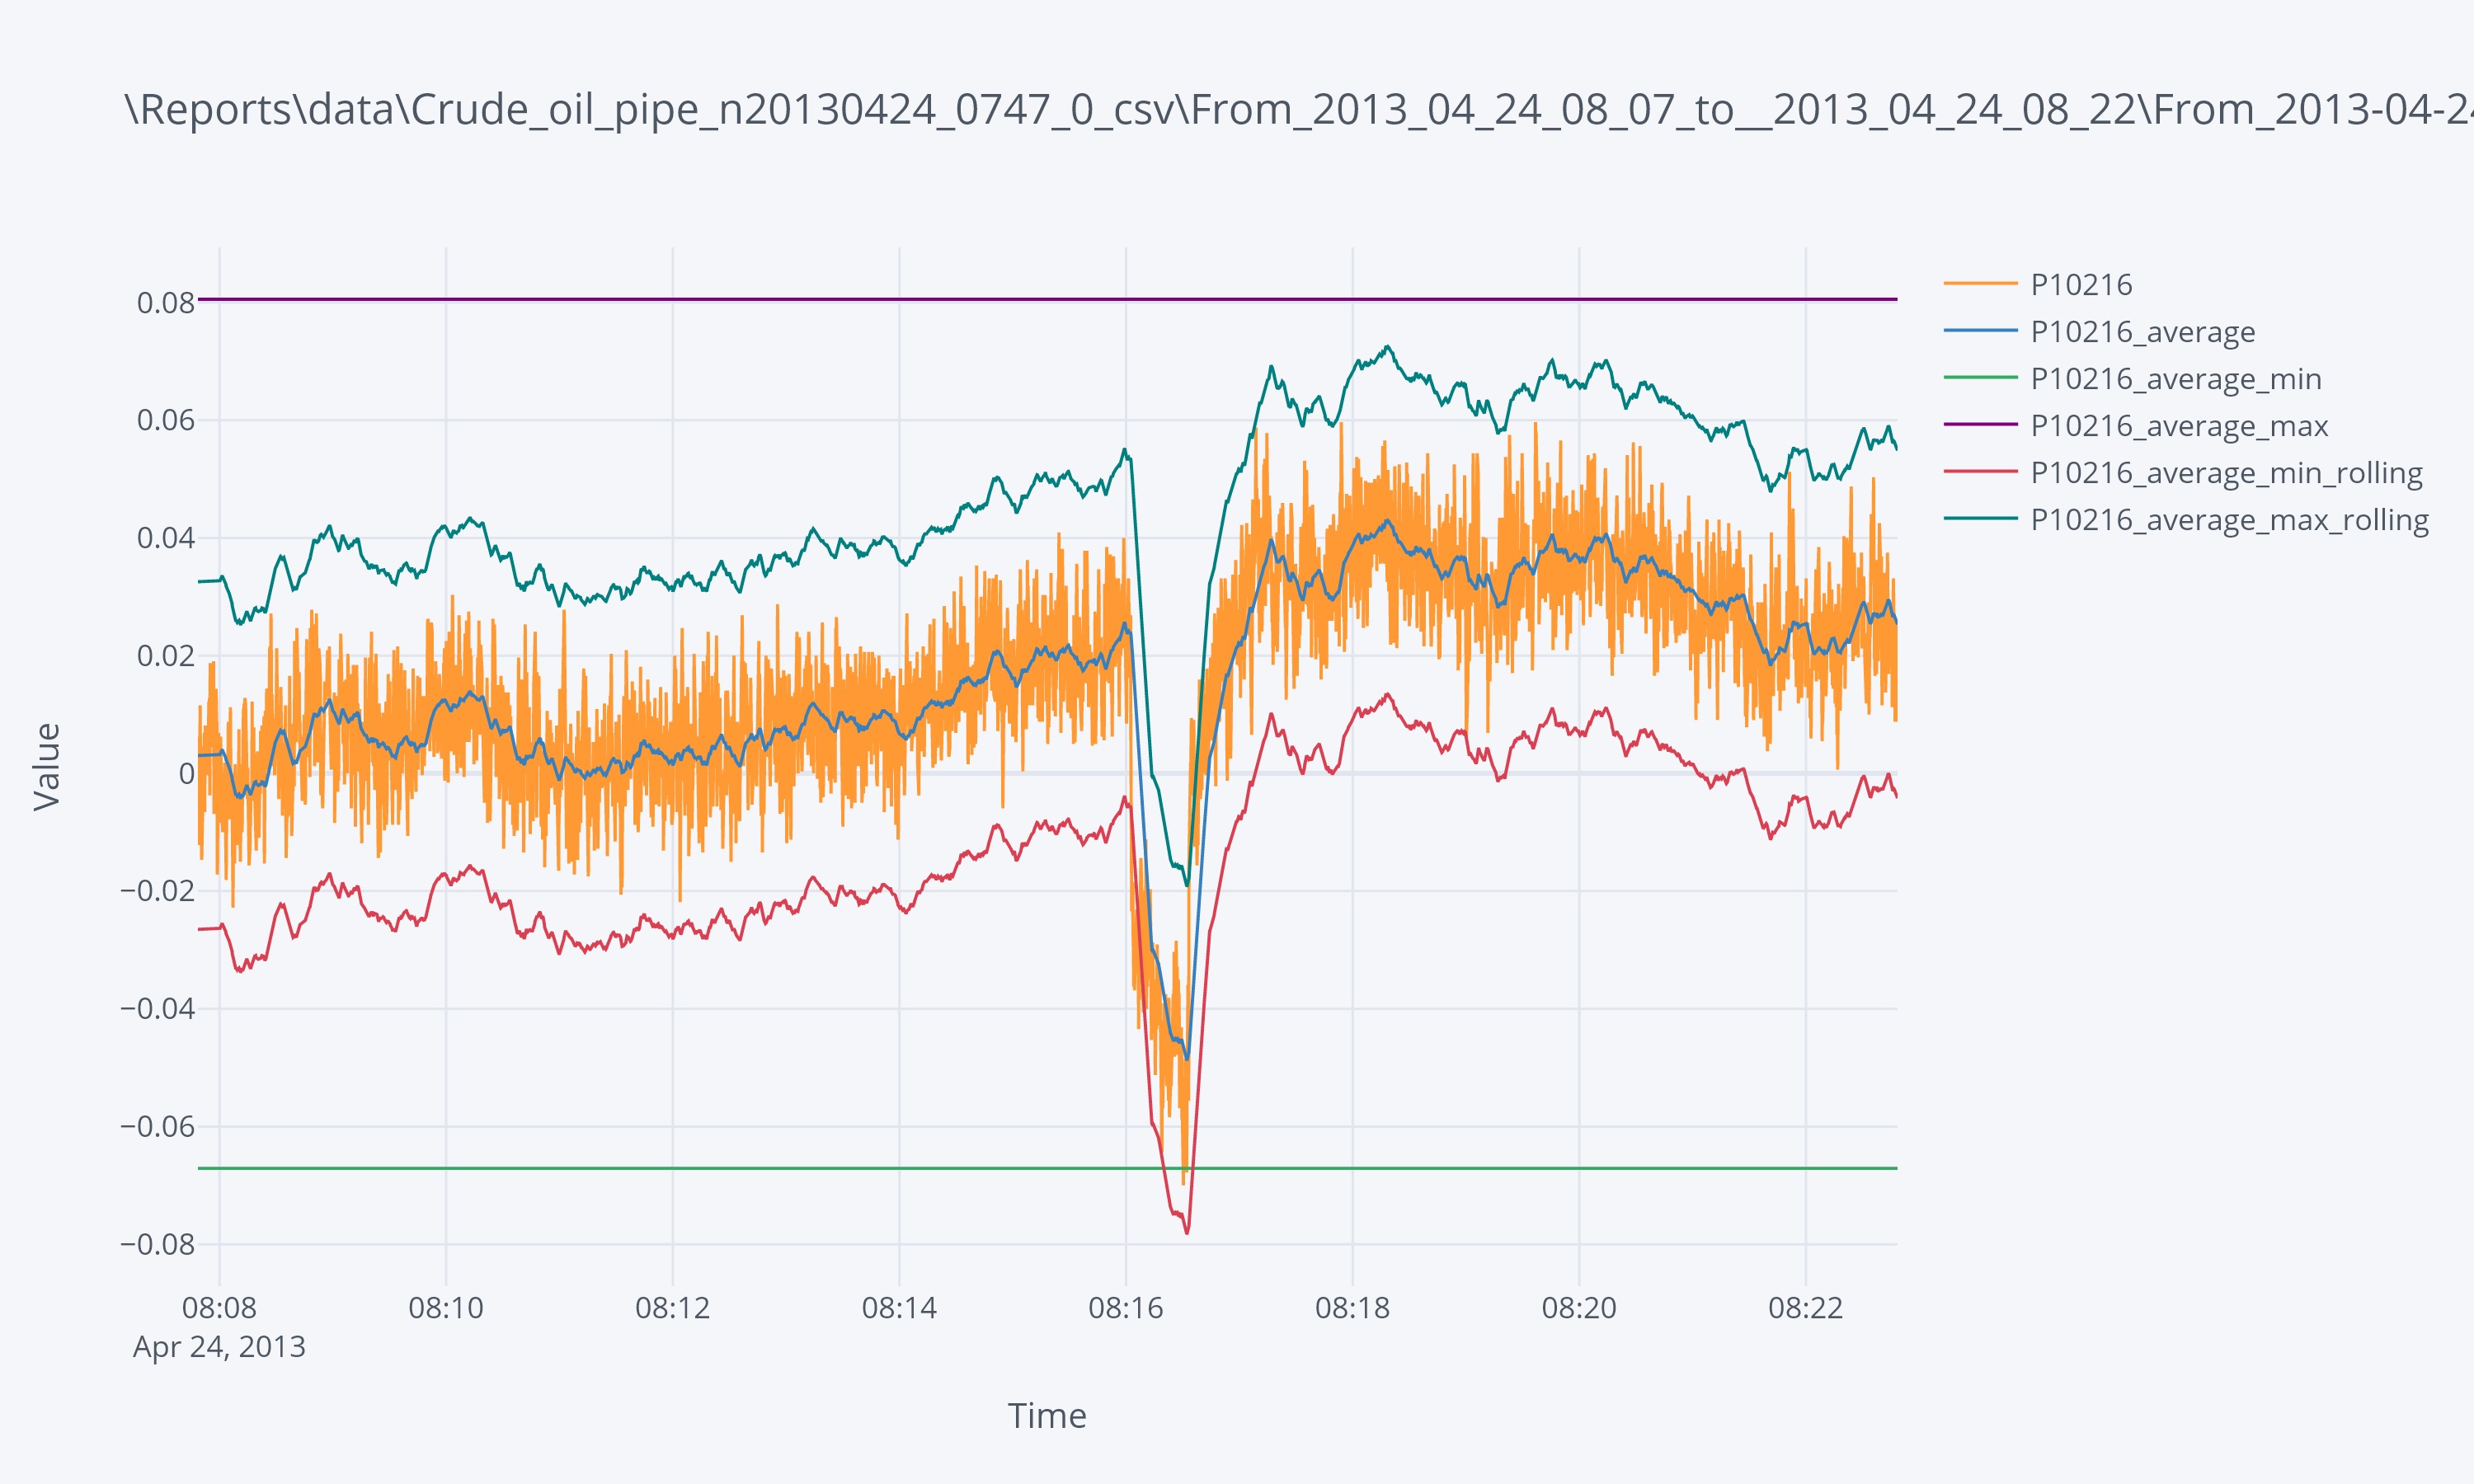 \Reports\data\Crude_oil_pipe_n20130424_0747_0_csv\From_2013_04_24_08_07_to__2013_04_24_08_22\From_2013-04-24
P10216
P10216_average
P10216_average_min
P10216_average_max
P10216_average_min_rolling
P10216_average_max_rolling
0.08
0.06
0.04
0.02
0
−0.02
−0.04
−0.06
−0.08
Value
08:08 08:10 08:12 08:14 08:16 08:18 08:20 08:22
Apr 24, 2013
Time